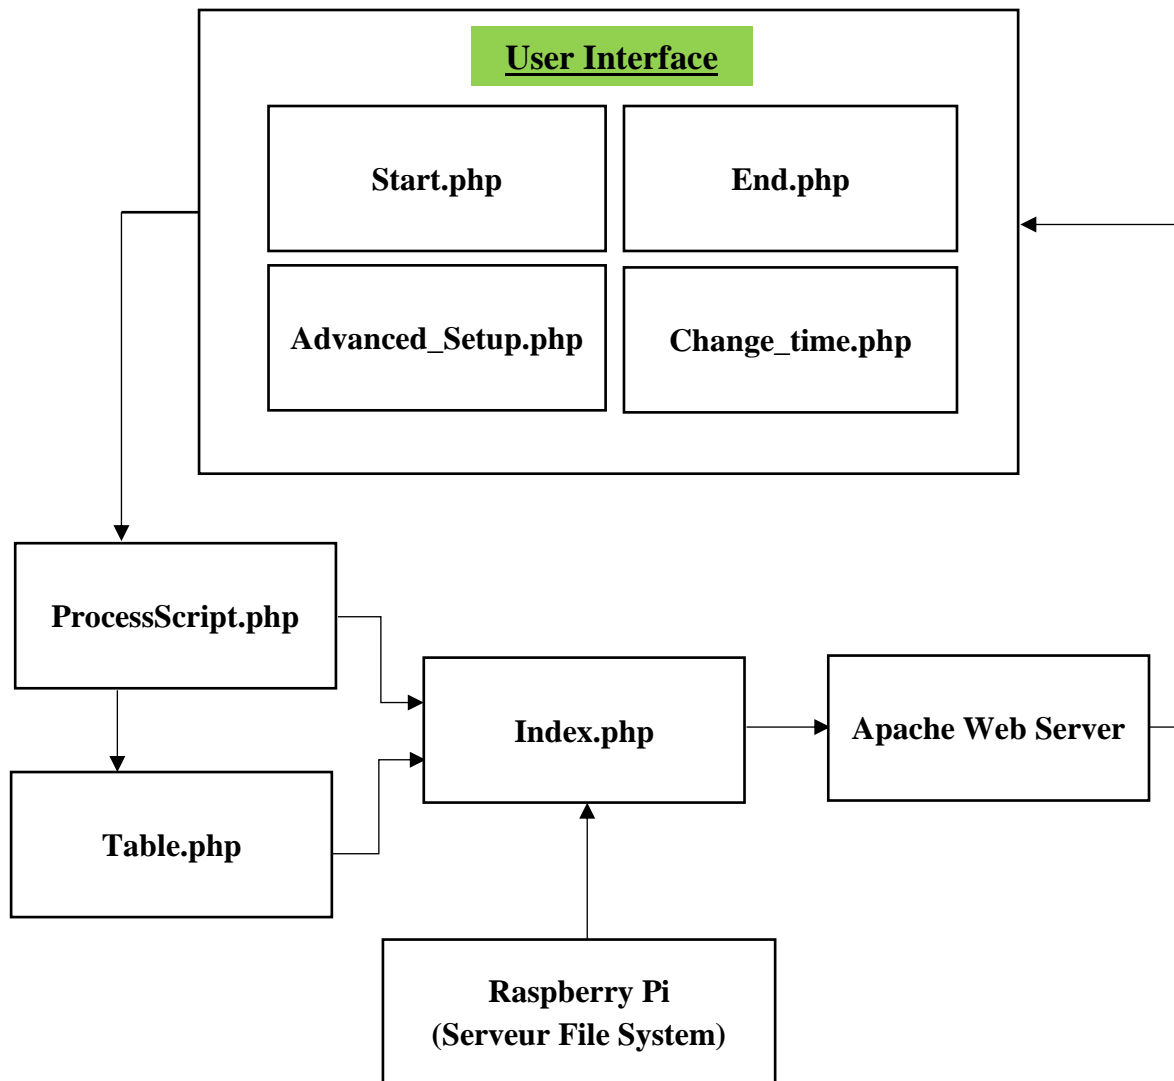 User Interface
Start.php
End.php
Advanced_Setup.php
Change_time.php
ProcessScript.php
Index.php
Apache Web Server
Table.php
Raspberry Pi
(Serveur File System)